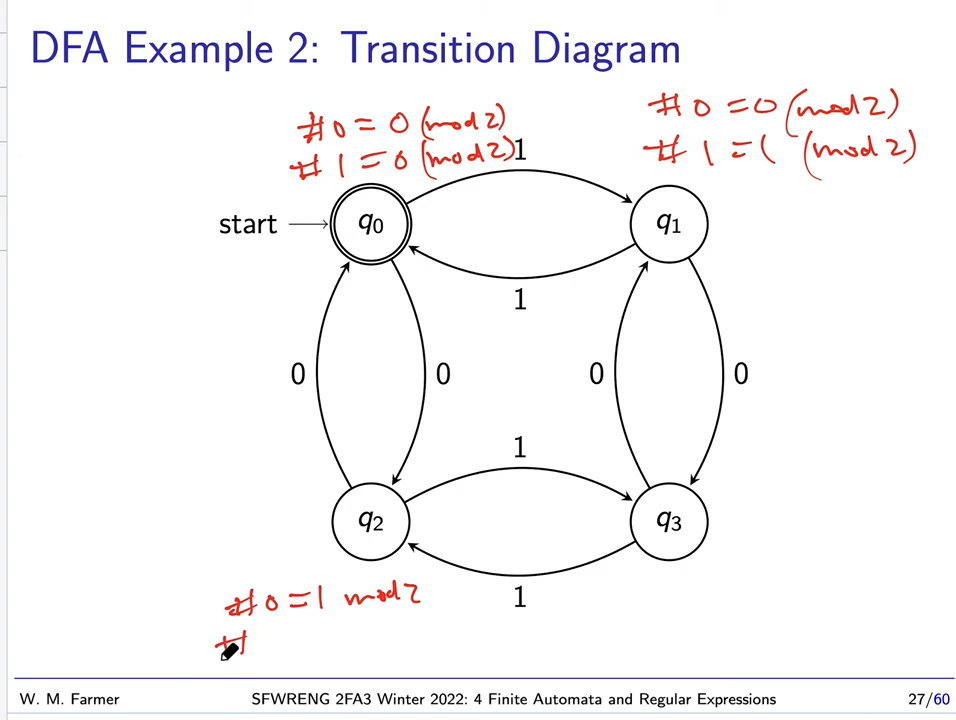 DFA Example 2: Transition Diagram
#0 = 0 (mod 2)
#1 = 0 (mod 2)
#0 = 0 (mod 2)
#1 = 1 (mod 2)
1
start
q0
q1
1
0
0
0
0
1
q2
q3
1
#0 = 1 mod 2
#
W. M. Farmer
SFWRENG 2FA3 Winter 2022: 4 Finite Automata and Regular Expressions
27/60